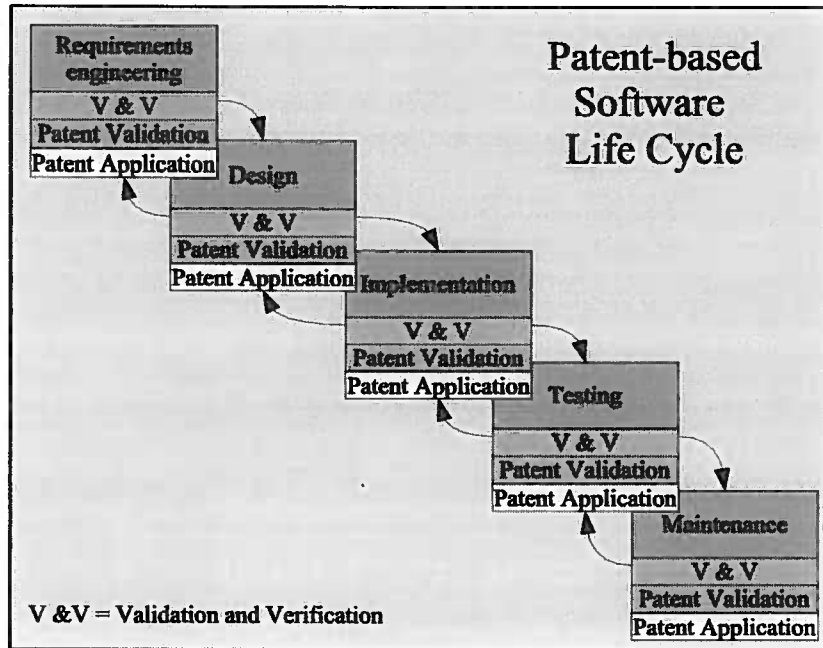 Requirements
engineering
V & V
Patent Validation
Patent Application
Patent-based
Software
Life Cycle
Design
V & V
Patent Validation
Patent Application
Implementation
V & V
Patent Validation
Patent Application
Testing
V & V
Patent Validation
Patent Application
Maintenance
V & V
Patent Validation
Patent Application
V &V = Validation and Verification